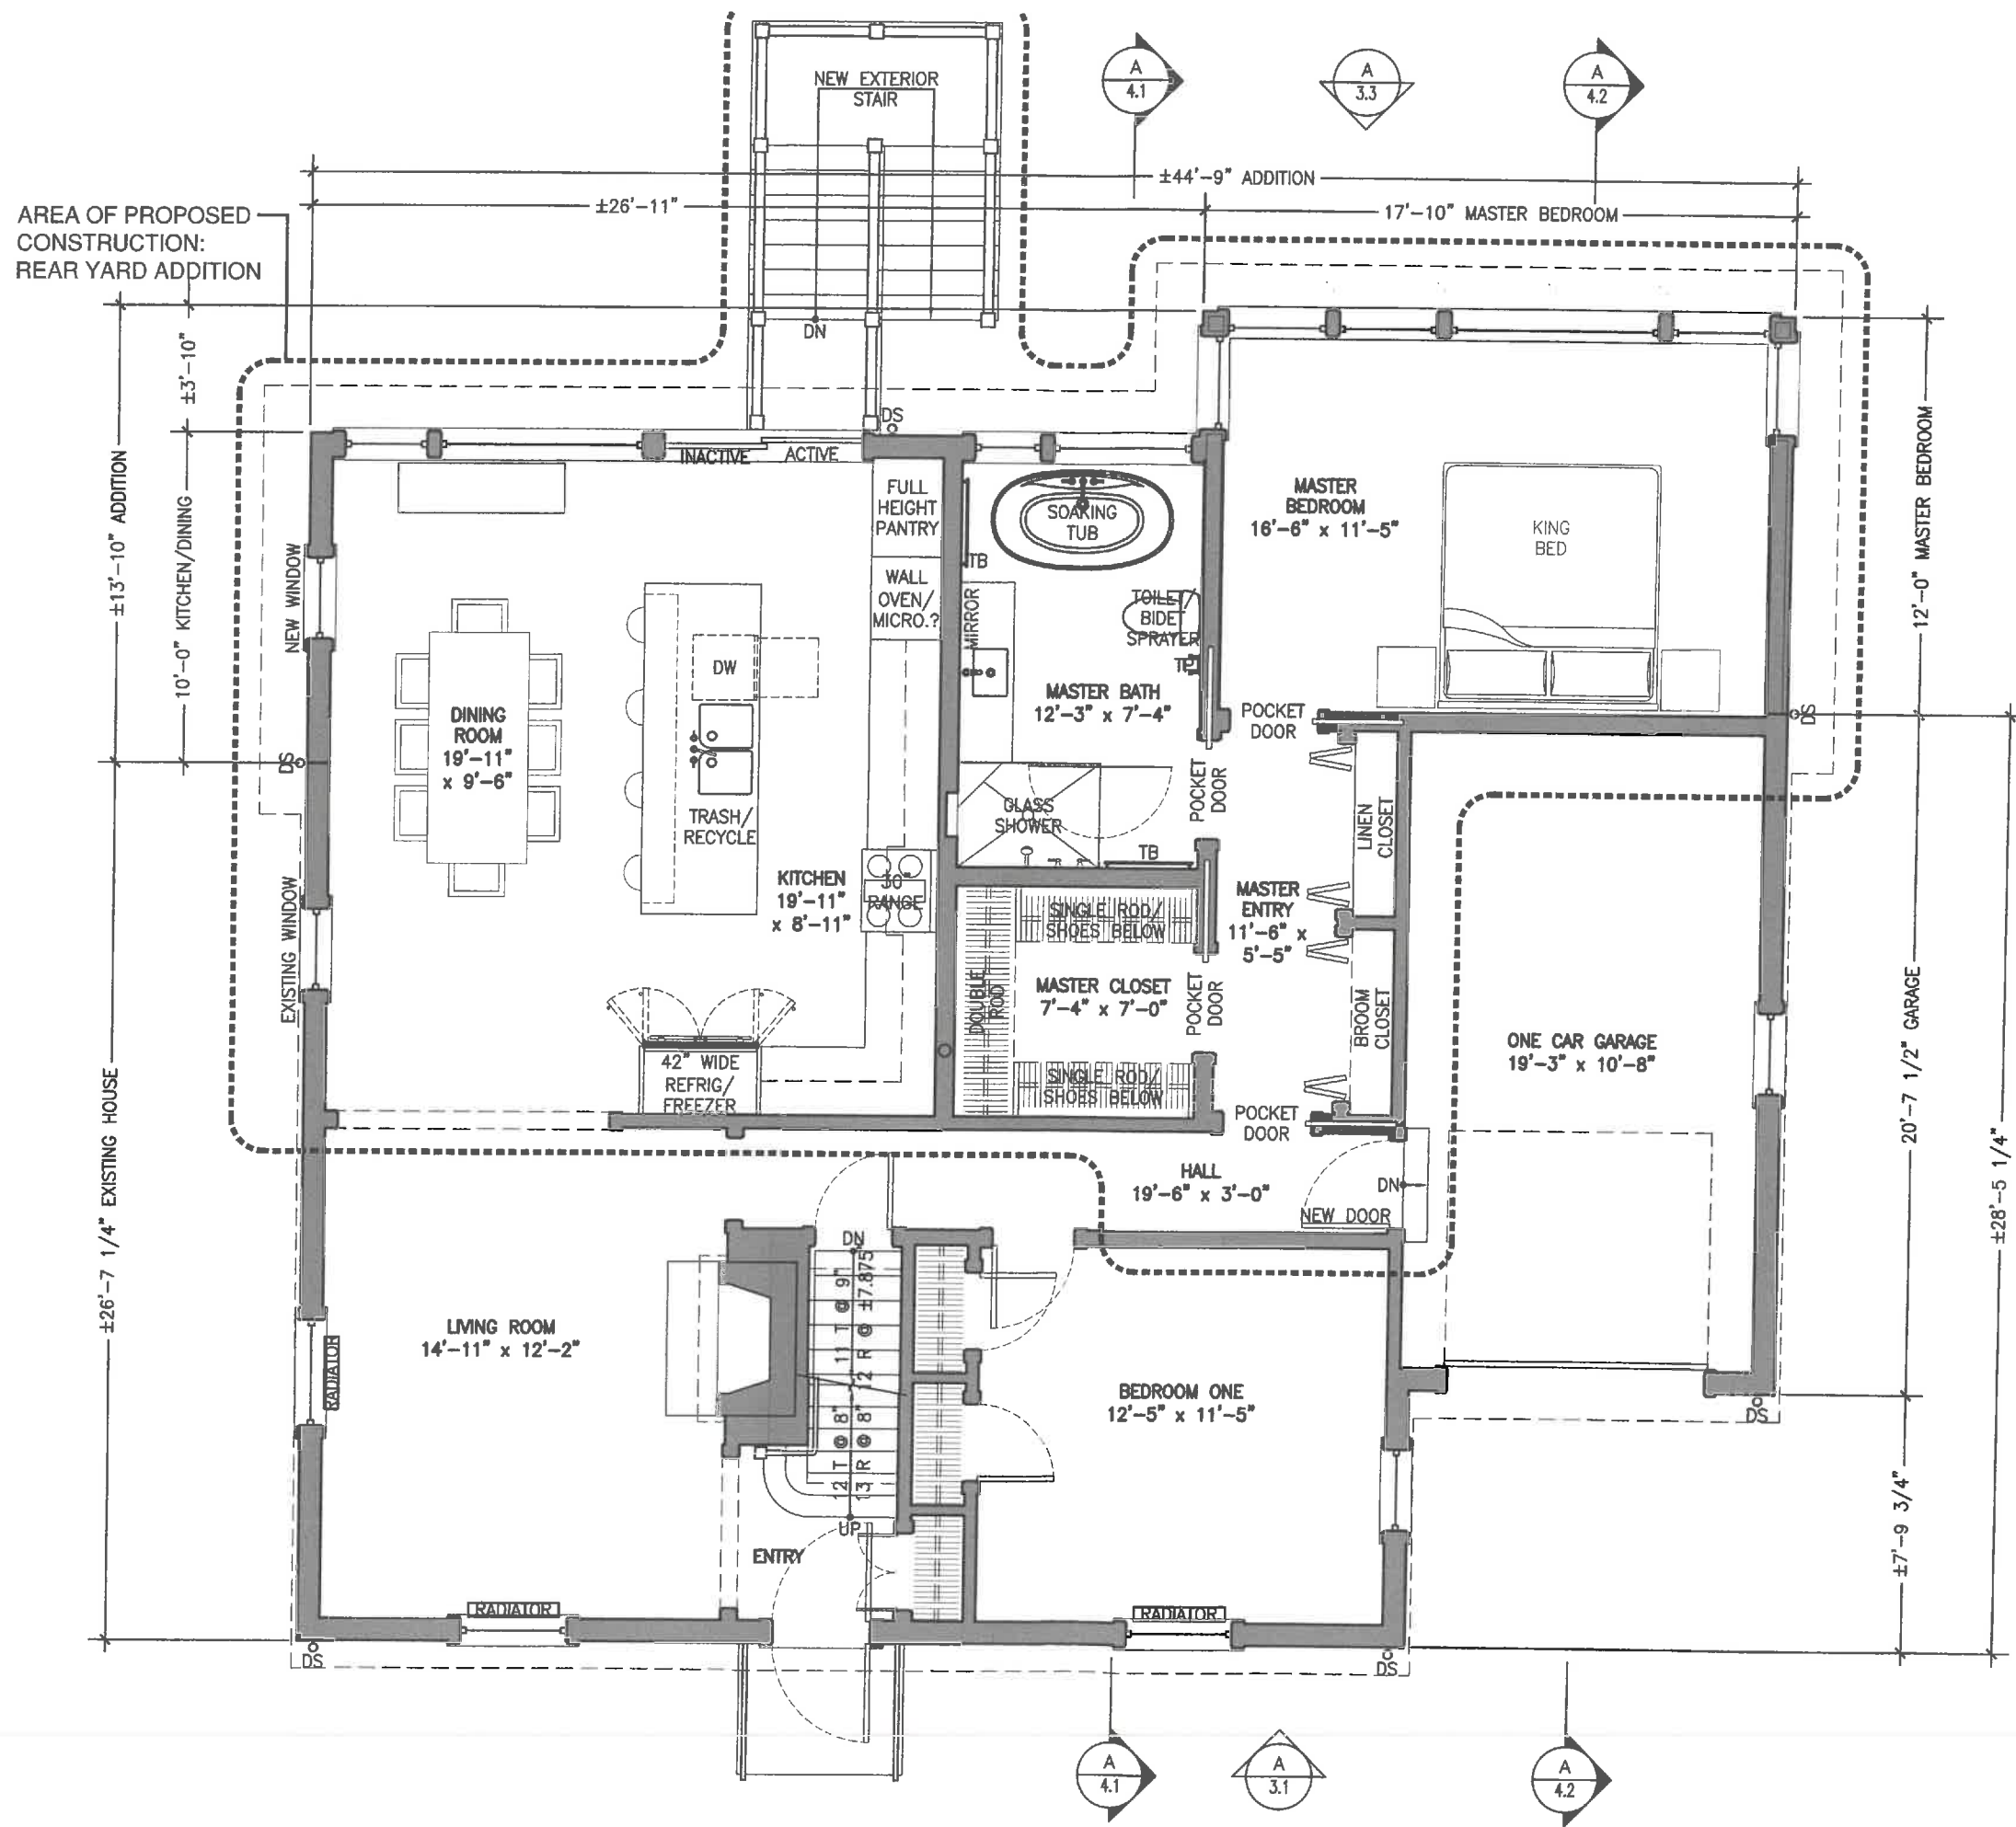 NEW EXTERIOR
STAIR
A
4.1
A
3.3
A
4.2
±44'-9" ADDITION
±26'-11"
17'-10" MASTER BEDROOM
AREA OF PROPOSED
CONSTRUCTION:
REAR YARD ADDITION
DN
±3'-10"
±13'-10" ADDITION
10'-0" KITCHEN/DINING
DS
INACTIVE
ACTIVE
FULL
HEIGHT
PANTRY
SOAKING
TUB
MASTER
BEDROOM
16'-6" x 11'-5"
KING
BED
12'-0" MASTER BEDROOM
NEW WINDOW
TB
WALL
OVEN/
MICRO.?
MIRROR
TOILET/
BIDET
SPRAYER
TP
DW
DINING
ROOM
19'-11"
x 9'-6"
MASTER BATH
12'-3" x 7'-4"
POCKET
DOOR
DS
DS
POCKET
DOOR
TRASH/
RECYCLE
GLASS
SHOWER
LINEN
CLOSET
TB
KITCHEN
19'-11"
x 8'-11"
30"
RANGE
EXISTING WINDOW
SINGLE ROD/
SHOES BELOW
MASTER
ENTRY
11'-6" x
5'-5"
DOUBLE
ROD
MASTER CLOSET
7'-4" x 7'-0"
POCKET
DOOR
BROOM
CLOSET
ONE CAR GARAGE
19'-3" x 10'-8"
20'-7 1/2" GARAGE
±28'-5 1/4"
42" WIDE
REFRIG/
FREEZER
SINGLE ROD/
SHOES BELOW
POCKET
DOOR
±26'-7 1/4" EXISTING HOUSE
HALL
19'-6" x 3'-0"
DN
NEW DOOR
DN
11 T @ 9"
12 R @ ±7.875
LIVING ROOM
14'-11" x 12'-2"
RADIATOR
BEDROOM ONE
12'-5" x 11'-5"
DS
12 T @ 8"
13 R @ 8"
UP
ENTRY
±7'-9 3/4"
RADIATOR
RADIATOR
DS
DS
A
4.1
A
3.1
A
4.2